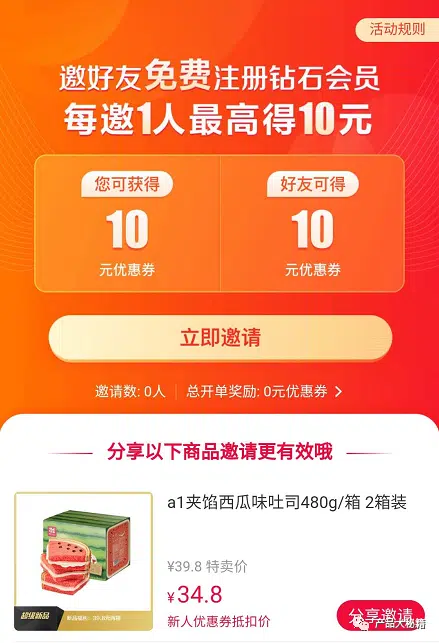 活动规则
邀好友免费注册钻石会员
每邀1人最高得10元
您可获得
好友可得
10
10
元优惠券
元优惠券
立即邀请
邀请数: 0人
总开单奖励: 0元优惠券
分享以下商品邀请更有效哦
a1夹馅西瓜味吐司480g/箱 2箱装
¥39.8 特卖价
¥34.8
新人优惠券抵扣价
超级新品
分享邀请
产品大秘籍